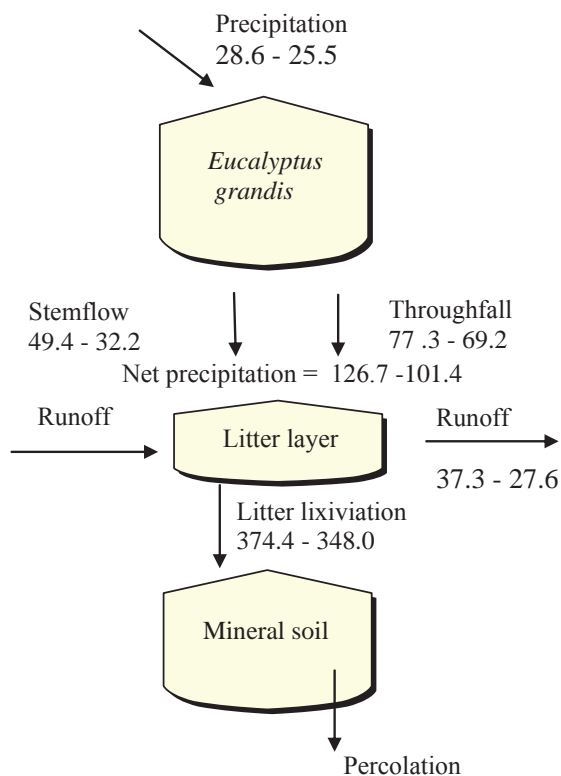 Precipitation
28.6 - 25.5
Eucalyptus
grandis
Stemflow
49.4 - 32.2
Throughfall
77 .3 - 69.2
Net precipitation = 126.7 -101.4
Runoff
Litter layer
Runoff
37.3 - 27.6
Litter lixiviation
374.4 - 348.0
Mineral soil
Percolation